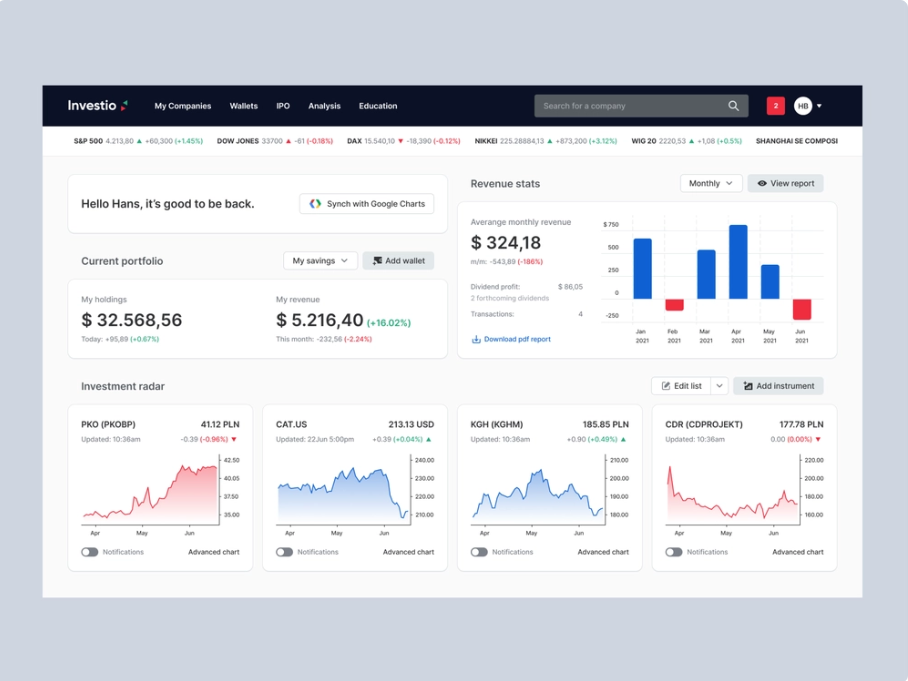 Investio
My Companies Wallets IPO Analysis Education
Search for a company
2
HB
S&P 500 4.213,80 ▲ +60,300 (+1.45%) DOW JONES 33700 ▲ -61 (-0.18%) DAX 15.540,10 ▼ -18,390 (-0.12%) NIKKEI 225.28884,13 ▲ +873,200 (+3.12%) WIG 20 2220,53 ▲ +1,08 (+0.5%) SHANGHAI SE COMPOSI
Hello Hans, it's good to be back.
Synch with Google Charts
Current portfolio
My savings
Add wallet
My holdings
$ 32.568,56
Today: +95,89 (+0.67%)
My revenue
$ 5.216,40 (+16.02%)
This month: -232,56 (-2.24%)
Revenue stats
Monthly
View report
Averange monthly revenue
$ 324,18
m/m: -543,89 (-186%)
Dividend profit: $ 86,05
2 forthcoming dividends
Transactions: 4
Download pdf report
$ 750
500
250
0
-250
Jan Feb Mar Apr May Jun
2021 2021 2021 2021 2021 2021
Investment radar
Edit list
Add instrument
PKO (PKOBP) 41.12 PLN
Updated: 10:36am -0.39 (-0.96%) ▼
42.50
40.05
37.50
35.00
Apr May Jun
Notifications Advanced chart
CAT.US 213.13 USD
Updated: 22Jun 5:00pm +0.39 (+0.04%) ▲
240.00
230.00
220.00
210.00
Apr May Jun
Notifications Advanced chart
KGH (KGHM) 185.85 PLN
Updated: 10:36am +0.90 (+0.49%) ▲
210.00
200.00
190.00
180.00
Apr May Jun
Notifications Advanced chart
CDR (CDPROJEKT) 177.78 PLN
Updated: 10:36am 0.00 (0.00%) ▼
220.00
200.00
180.00
160.00
Apr May Jun
Notifications Advanced chart